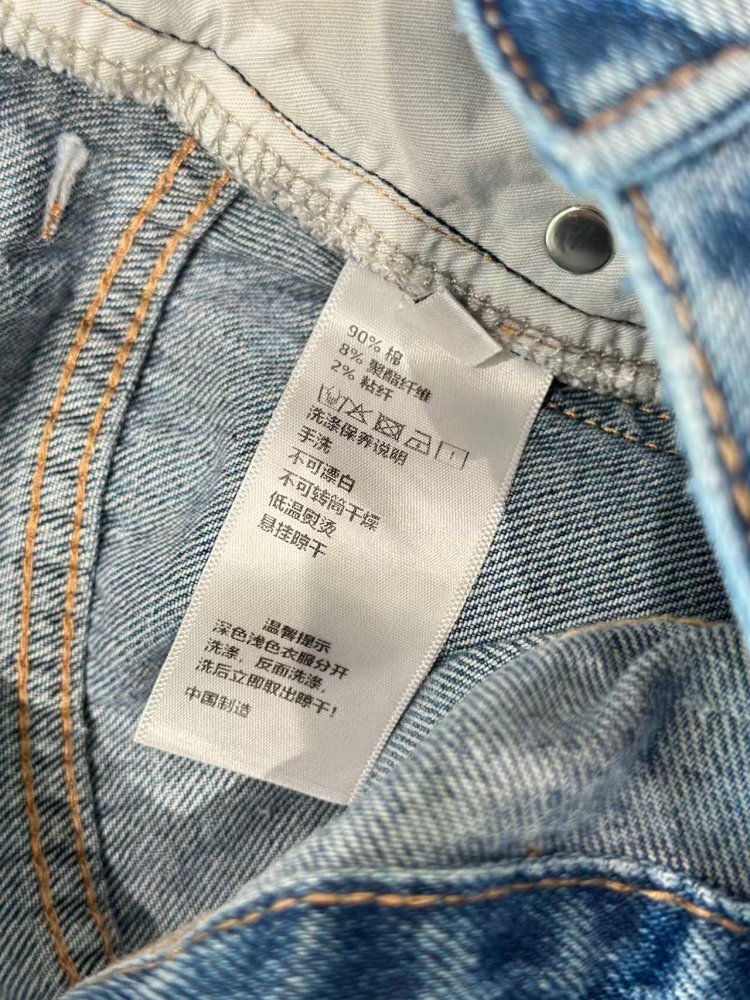 90% 棉
8% 聚酯纤维
2% 粘纤
洗涤保养说明
手洗
不可漂白
不可转筒干燥
低温熨烫
悬挂晾干
温馨提示
深色浅色衣服分开
洗涤，反面洗涤，
洗后立即取出晾干！
中国制造